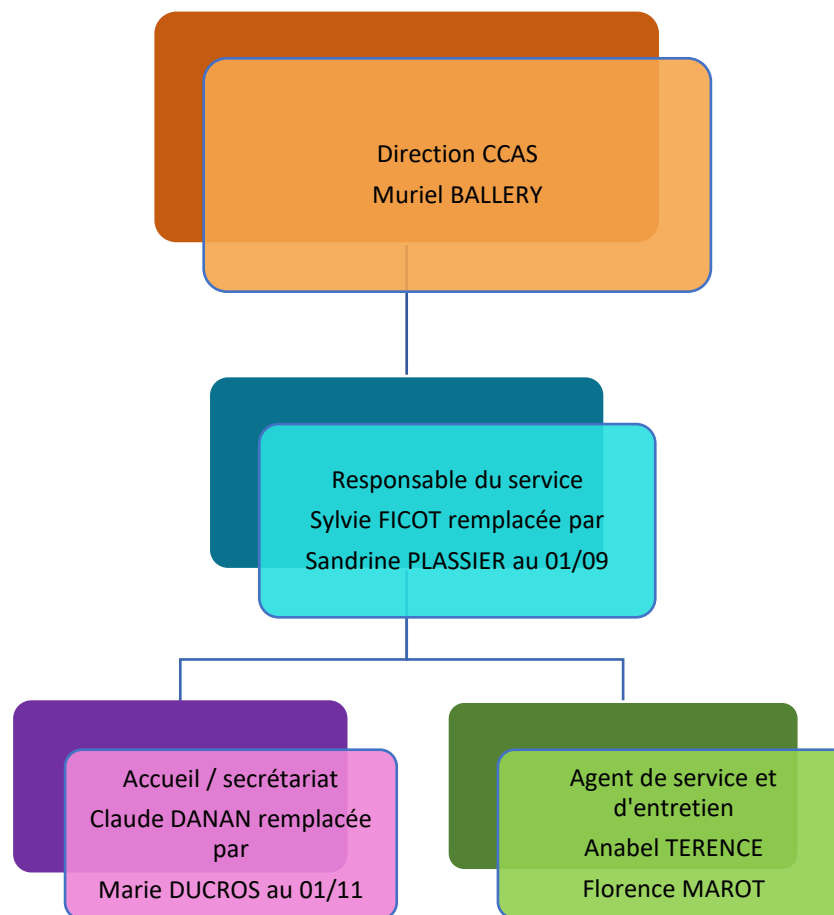 Direction CCAS
Muriel BALLERY
Responsable du service
Sylvie FICOT remplacée par
Sandrine PLASSIER au 01/09
Accueil / secrétariat
Claude DANAN remplacée
par
Marie DUCROS au 01/11
Agent de service et
d'entretien
Anabel TERENCE
Florence MAROT